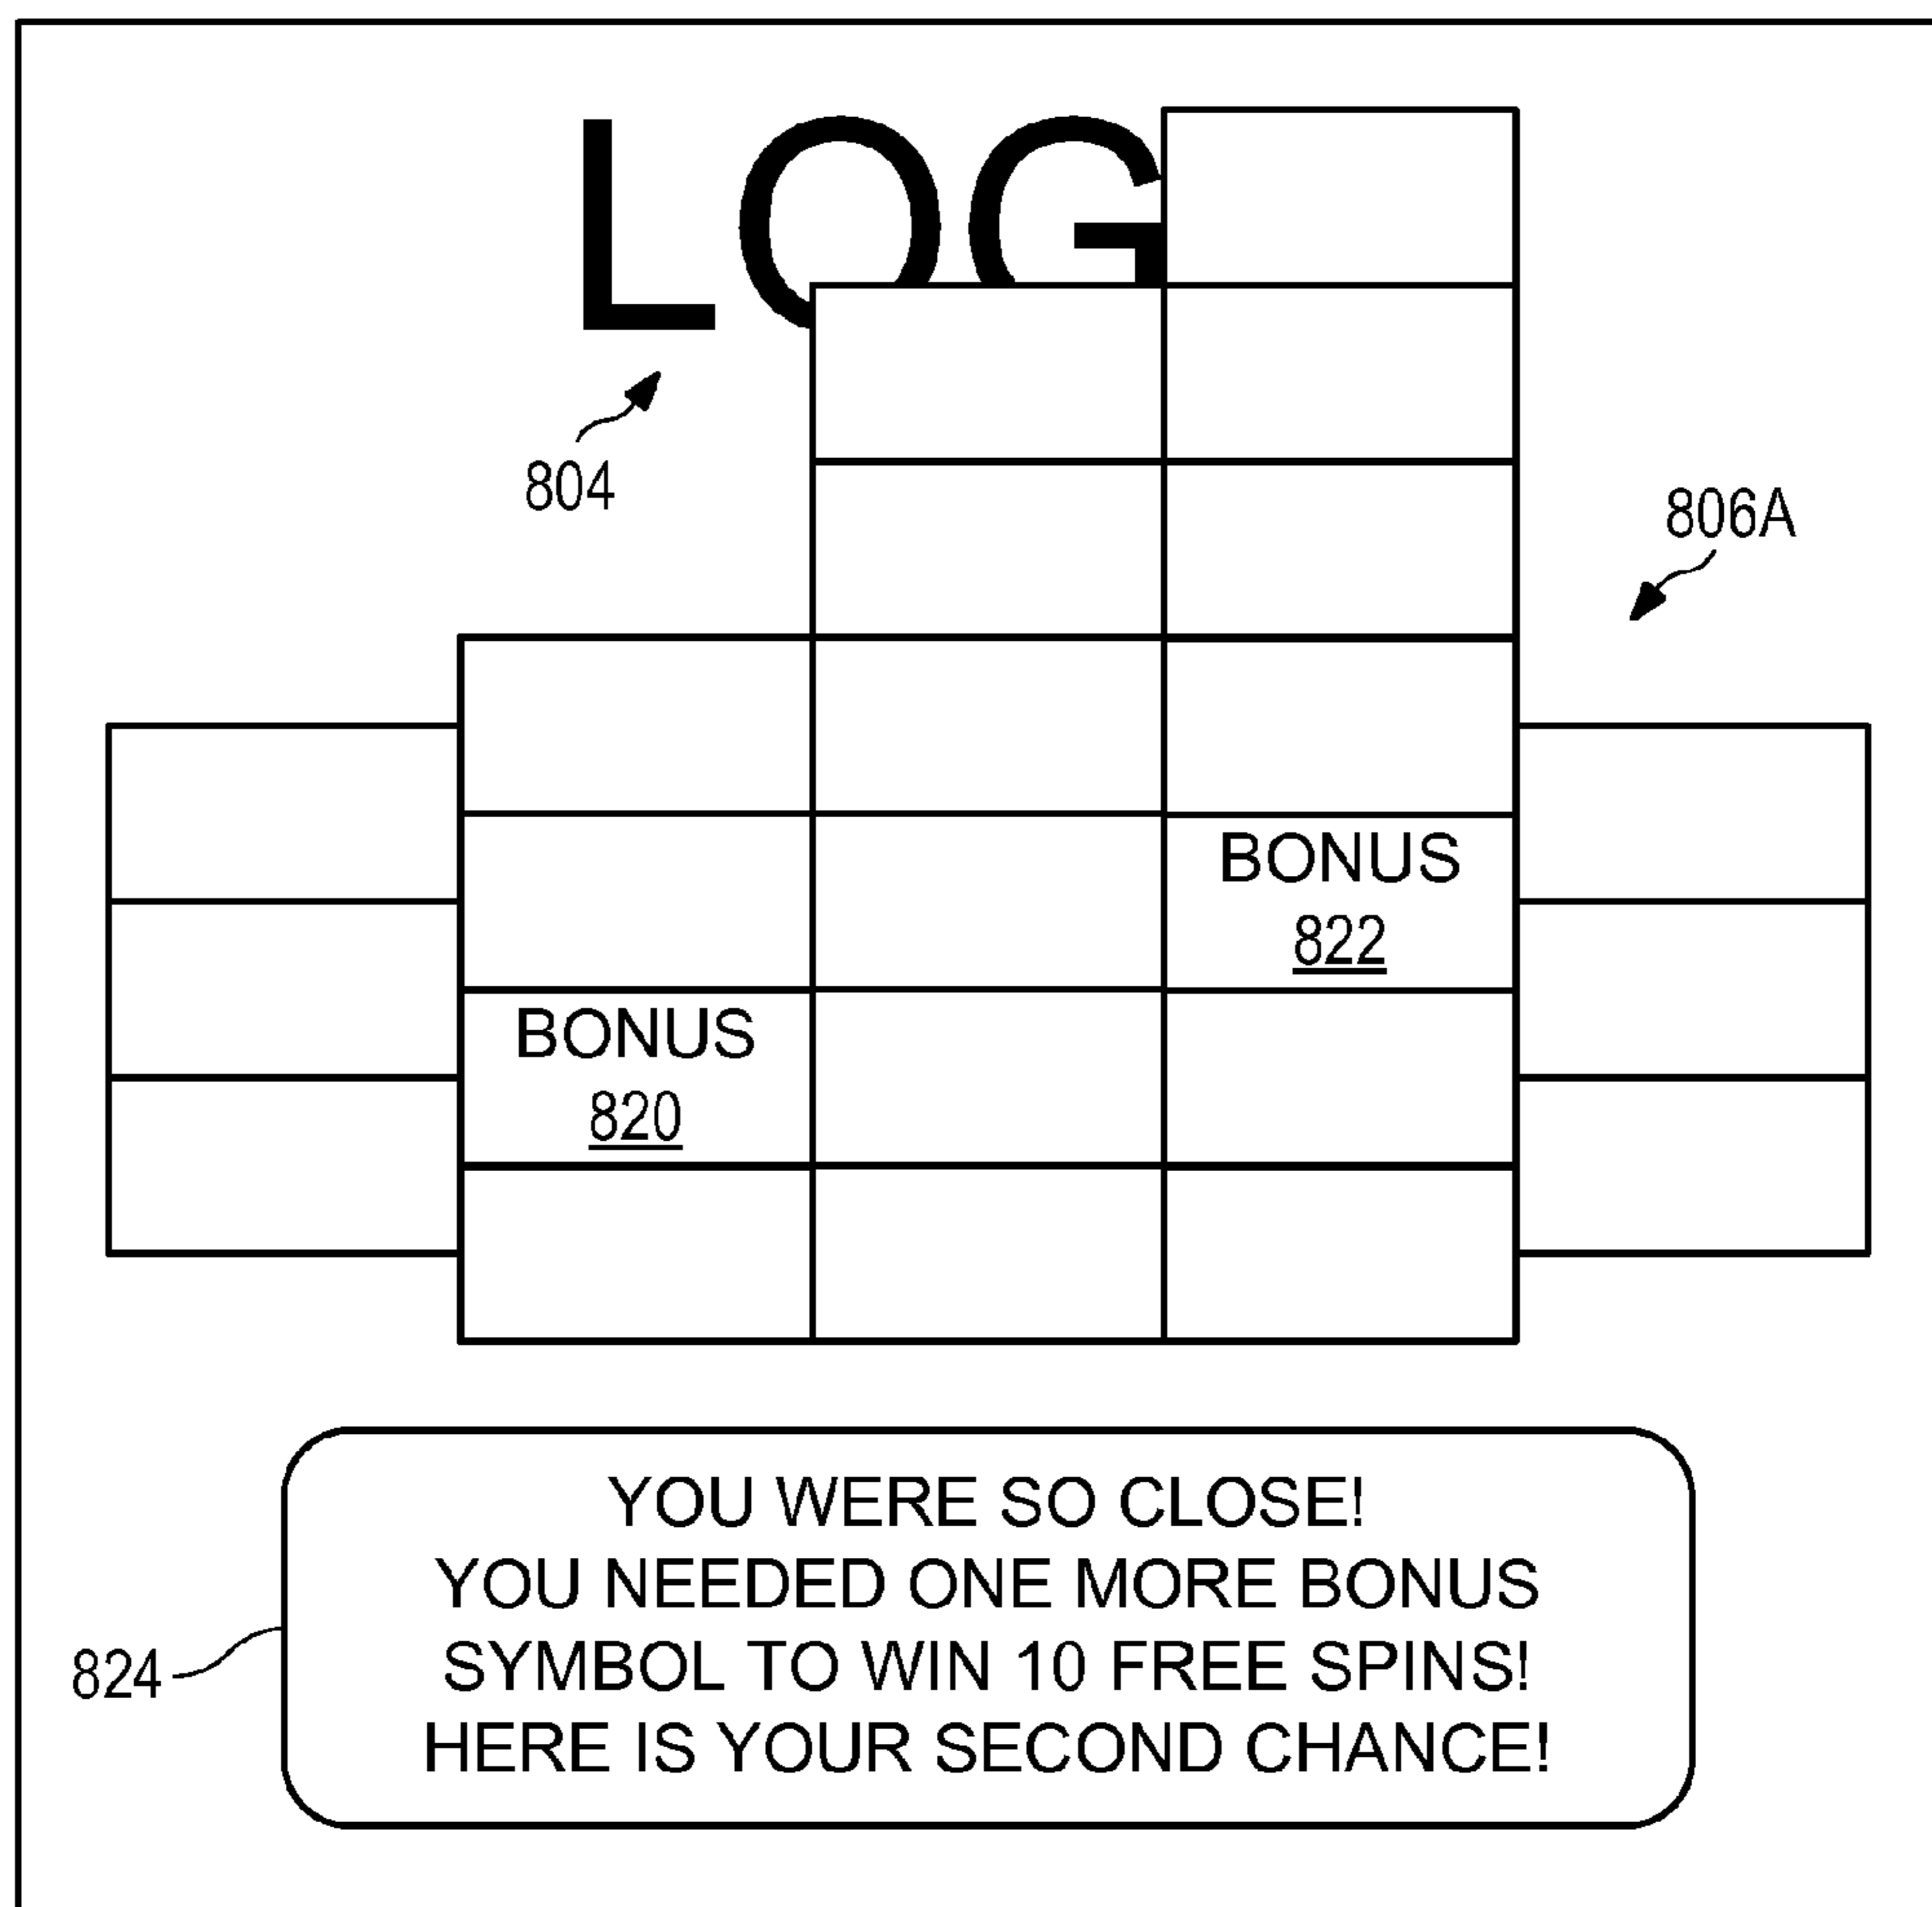 LOG
804
806A
BONUS
822
BONUS
820
YOU WERE SO CLOSE!
YOU NEEDED ONE MORE BONUS
SYMBOL TO WIN 10 FREE SPINS!
HERE IS YOUR SECOND CHANCE!
824